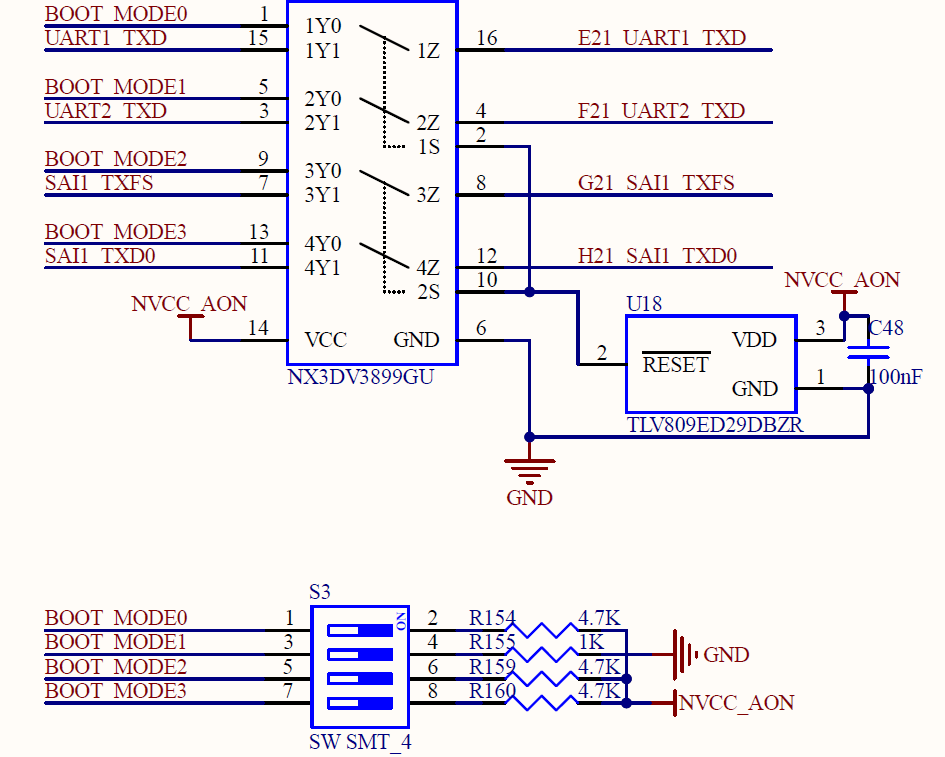 BOOT_MODE0 1 1Y0
UART1_TXD 15 1Y1 1Z 16 E21_UART1_TXD
BOOT_MODE1 5 2Y0
UART2_TXD 3 2Y1 2Z 4 F21_UART2_TXD
1S 2
BOOT_MODE2 9 3Y0
SAI1_TXFS 7 3Y1 3Z 8 G21_SAI1_TXFS
BOOT_MODE3 13 4Y0
SAI1_TXD0 11 4Y1 4Z 12 H21_SAI1_TXD0
2S 10
NVCC_AON 14 VCC GND 6
NX3DV3899GU
NVCC_AON
U18
VDD 3 C48
2 RESET
GND 1 100nF
TLV809ED29DBZR
GND
S3
ON
BOOT_MODE0 1 2 R154 4.7K
BOOT_MODE1 3 4 R155 1K GND
BOOT_MODE2 5 6 R159 4.7K
BOOT_MODE3 7 8 R160 4.7K NVCC_AON
SW SMT_4